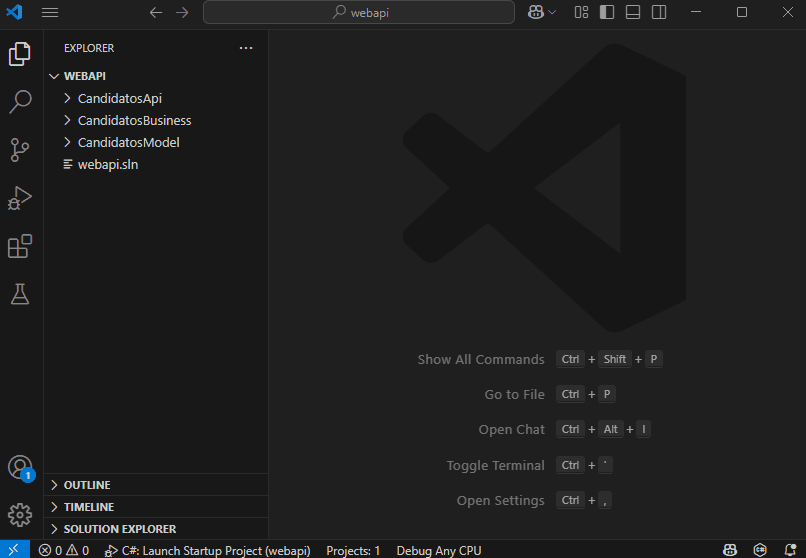 webapi
EXPLORER
WEBAPI
CandidatosApi
CandidatosBusiness
CandidatosModel
webapi.sln
Show All Commands Ctrl + Shift + P
Go to File Ctrl + P
Open Chat Ctrl + Alt + I
Toggle Terminal Ctrl + `
Open Settings Ctrl + ,
1
OUTLINE
TIMELINE
SOLUTION EXPLORER
0 0 C#: Launch Startup Project (webapi) Projects: 1 Debug Any CPU